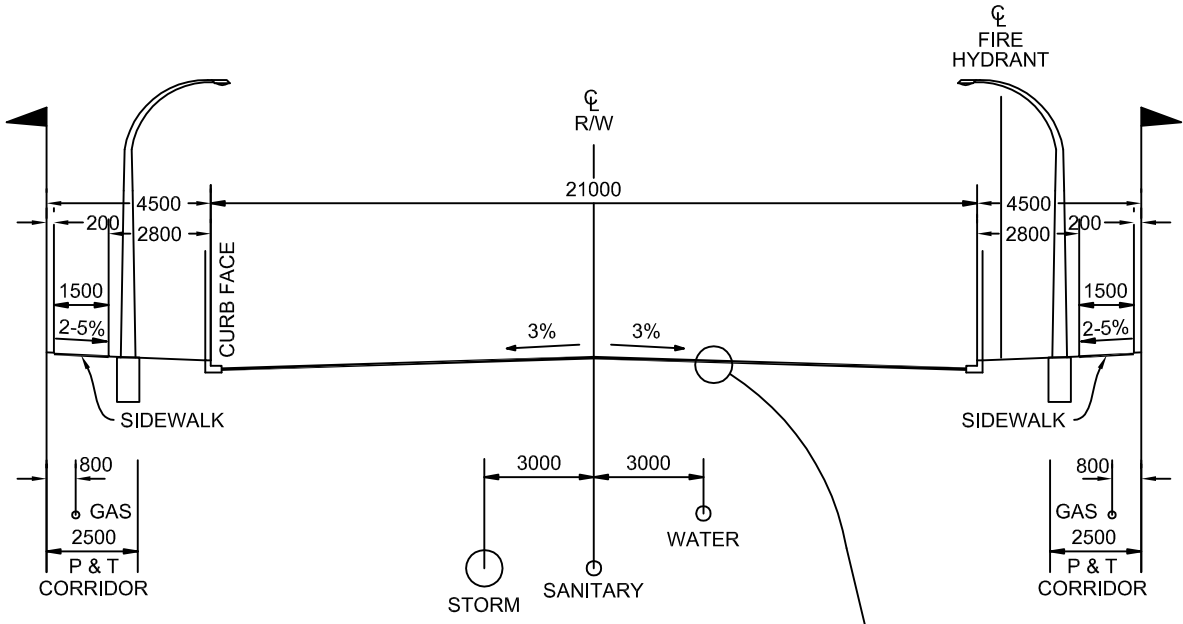 ℄
FIRE
HYDRANT
℄
R/W
21000
4500
4500
200
200
2800
2800
CURB FACE
1500
1500
2-5%
3%
3%
2-5%
SIDEWALK
SIDEWALK
800
3000
3000
800
GAS
GAS
2500
WATER
2500
P & T
CORRIDOR
STORM
SANITARY
P & T
CORRIDOR